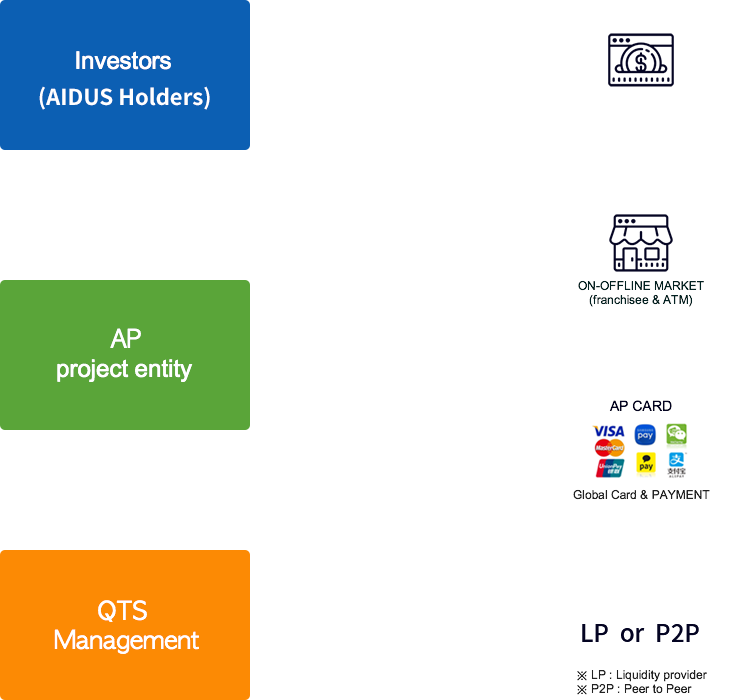 Investors
(AIDUS Holders)
ON-OFFLINE MARKET
(franchisee & ATM)
AP
project entity
AP CARD
VISA
pay
MasterCard
UnionPay
银联
pay
支付宝
ALIPAY
Global Card & PAYMENT
QTS
Management
LP or P2P
※ LP : Liquidity provider
※ P2P : Peer to Peer